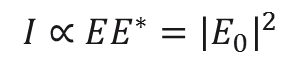 I ∝ EE* = |E₀|²